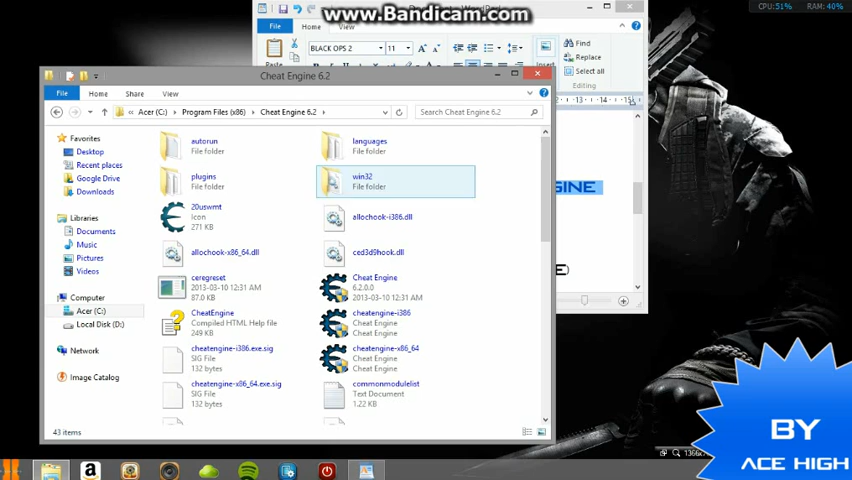 www.Bandicam.com
CPU:51% RAM: 40%
File Home View
BLACK OPS 2 11
Paste
Insert
Find
Replace
Select all
Editing
Cheat Engine 6.2
File Home Share View
Acer (C:) Program Files (x86) Cheat Engine 6.2
Search Cheat Engine 6.2
Favorites
Desktop
Recent places
Google Drive
Downloads
Libraries
Documents
Music
Pictures
Videos
Computer
Acer (C:)
Local Disk (D:)
Network
Image Catalog
autorun
File folder
languages
File folder
plugins
File folder
win32
File folder
20uswmt
Icon
271 KB
allochook-i386.dll
allochook-x86_64.dll
ced3d9hook.dll
ceregreset
2013-03-10 12:31 AM
87.0 KB
Cheat Engine
6.2.0.0
2013-03-10 12:31 AM
CheatEngine
Compiled HTML Help file
249 KB
cheatengine-i386
Cheat Engine
Cheat Engine
cheatengine-i386.exe.sig
SIG File
132 bytes
cheatengine-x86_64
Cheat Engine
Cheat Engine
cheatengine-x86_64.exe.sig
SIG File
132 bytes
commonmodulelist
Text Document
1.22 KB
43 items
INE
BY
ACE HIGH